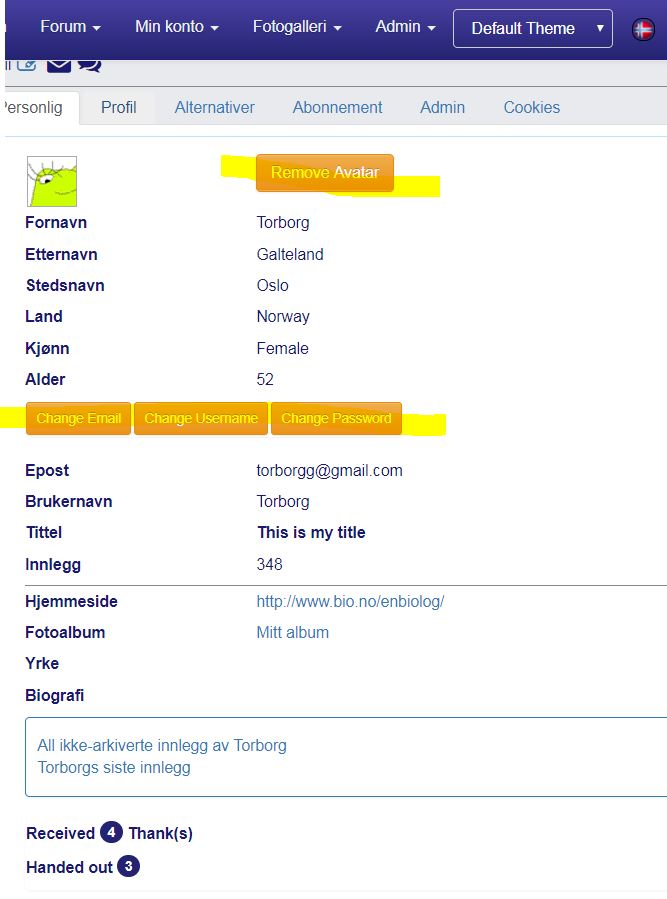 Forum Min konto Fotogalleri Admin Default Theme
Personlig Profil Alternativer Abonnement Admin Cookies
Remove Avatar
Fornavn Torborg
Etternavn Galteland
Stedsnavn Oslo
Land Norway
Kjønn Female
Alder 52
Change Email Change Username Change Password
Epost torborgg@gmail.com
Brukernavn Torborg
Tittel This is my title
Innlegg 348
Hjemmeside http://www.bio.no/enbiolog/
Fotoalbum Mitt album
Yrke
Biografi
All ikke-arkiverte innlegg av Torborg
Torborgs siste innlegg
Received 4 Thank(s)
Handed out 3